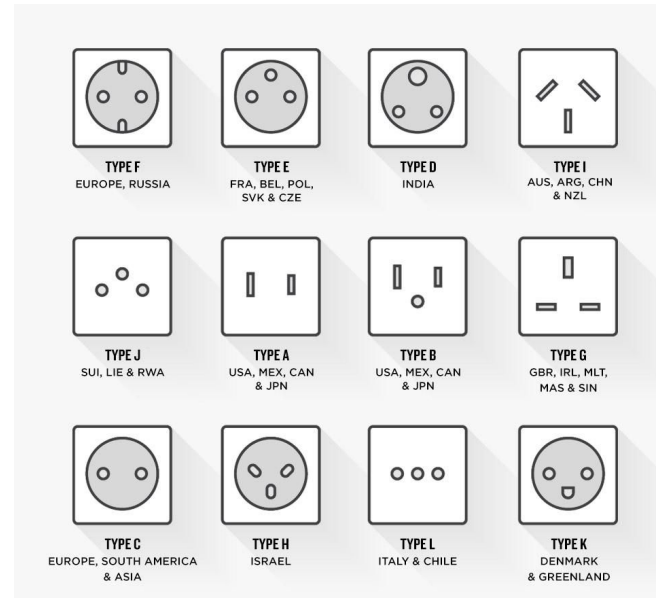 TYPE F
EUROPE, RUSSIA
TYPE E
FRA, BEL, POL,
SVK & CZE
TYPE D
INDIA
TYPE I
AUS, ARG, CHN
& NZL
TYPE J
SUI, LIE & RWA
TYPE A
USA, MEX, CAN
& JPN
TYPE B
USA, MEX, CAN
& JPN
TYPE G
GBR, IRL, MLT,
MAS & SIN
TYPE C
EUROPE, SOUTH AMERICA
& ASIA
TYPE H
ISRAEL
TYPE L
ITALY & CHILE
TYPE K
DENMARK
& GREENLAND